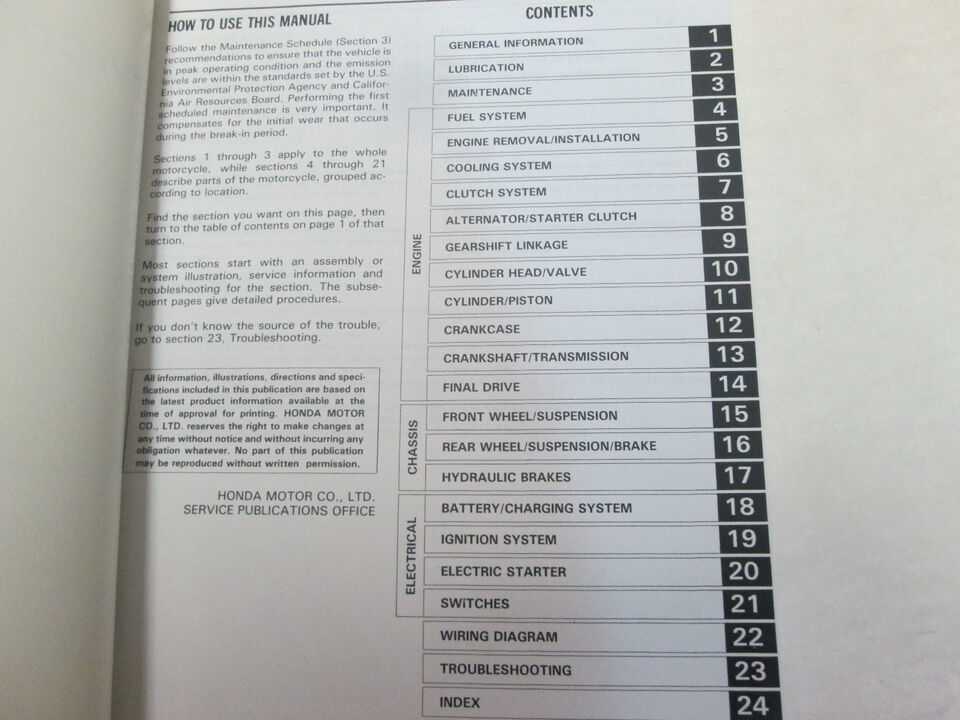 HOW TO USE THIS MANUAL
Follow the Maintenance Schedule (Section 3)
recommendations to ensure that the vehicle is
in peak operating condition and the emission
levels are within the standards set by the U.S.
Environmental Protection Agency and Califor-
nia Air Resources Board. Performing the first
scheduled maintenance is very important. It
compensates for the initial wear that occurs
during the break-in period.
Sections 1 through 3 apply to the whole
motorcycle, while sections 4 through 21
describe parts of the motorcycle, grouped ac-
cording to location.
Find the section you want on this page, then
turn to the table of contents on page 1 of that
section.
Most sections start with an assembly or
system illustration, service information and
troubleshooting for the section. The subse-
quent pages give detailed procedures.
If you don't know the source of the trouble,
go to section 23, Troubleshooting.
All information, illustrations, directions and speci-
fications included in this publication are based on
the latest product information available at the
time of approval for printing. HONDA MOTOR
CO., LTD. reserves the right to make changes at
any time without notice and without incurring any
obligation whatever. No part of this publication
may be reproduced without written permission.
HONDA MOTOR CO., LTD.
SERVICE PUBLICATIONS OFFICE
CONTENTS
GENERAL INFORMATION 1
LUBRICATION 2
MAINTENANCE 3
ENGINE
FUEL SYSTEM 4
ENGINE REMOVAL/INSTALLATION 5
COOLING SYSTEM 6
CLUTCH SYSTEM 7
ALTERNATOR/STARTER CLUTCH 8
GEARSHIFT LINKAGE 9
CYLINDER HEAD/VALVE 10
CYLINDER/PISTON 11
CRANKCASE 12
CRANKSHAFT/TRANSMISSION 13
FINAL DRIVE 14
CHASSIS
FRONT WHEEL/SUSPENSION 15
REAR WHEEL/SUSPENSION/BRAKE 16
HYDRAULIC BRAKES 17
ELECTRICAL
BATTERY/CHARGING SYSTEM 18
IGNITION SYSTEM 19
ELECTRIC STARTER 20
SWiTCHES 21
WIRING DIAGRAM 22
TROUBLESHOOTING 23
INDEX 24